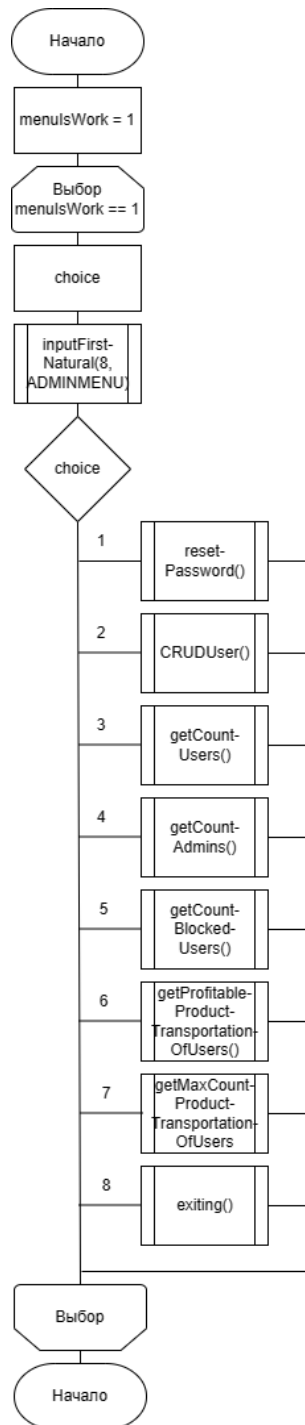 Начало
menuIsWork = 1
Выбор
menuIsWork == 1
choice
inputFirst-
Natural(8,
ADMINMENU)
choice
1
reset-
Password()
2
CRUDUser()
3
getCount-
Users()
4
getCount-
Admins()
5
getCount-
Blocked-
Users()
6
getProfitable-
Product-
Transportation-
OfUsers()
7
getMaxCount-
Product-
Transportation-
OfUsers
8
exiting()
Выбор
Начало